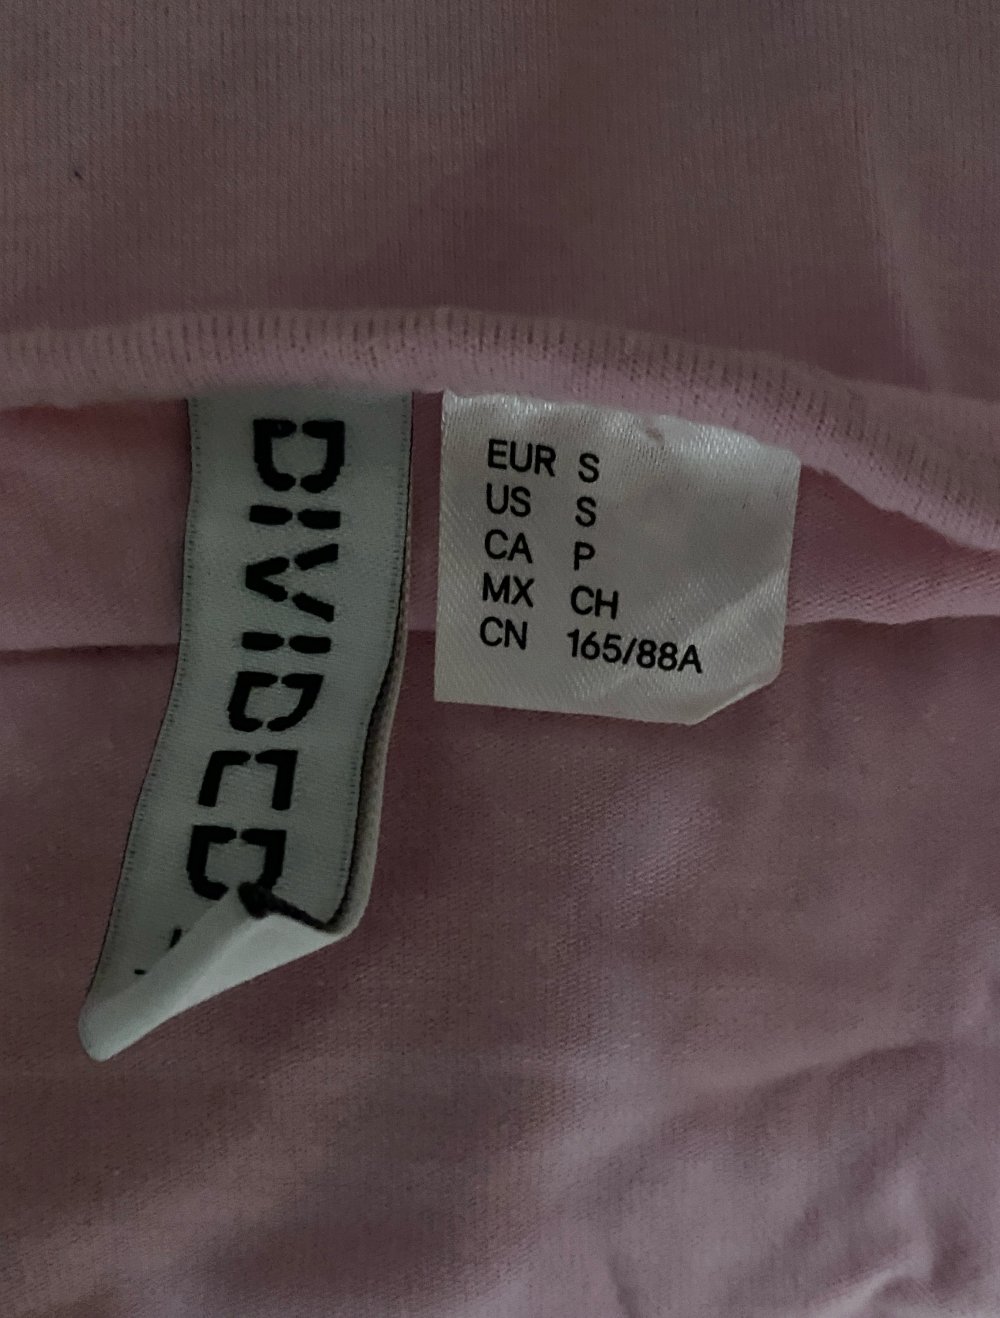 DIVIDED
EUR S
US S
CA P
MX CH
CN 165/88A